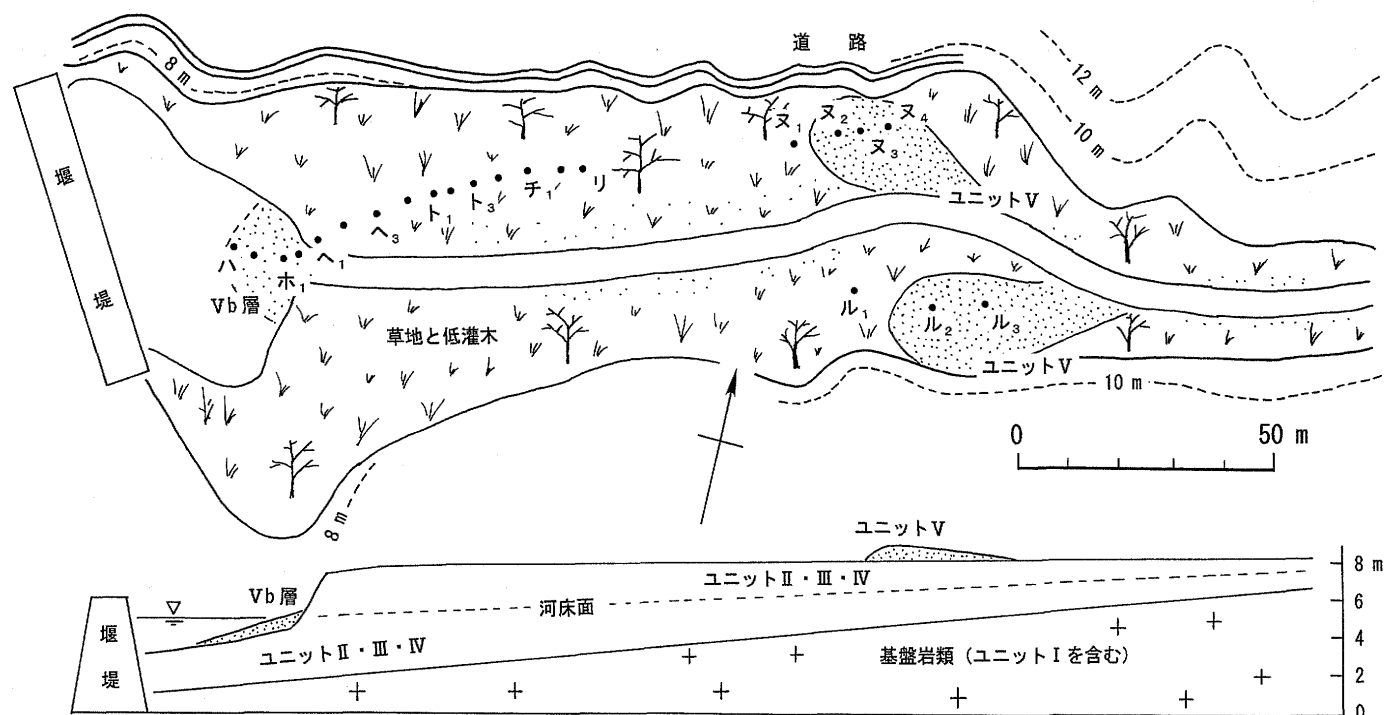 道 路
12 m
10 m
8 m
堰 堤
ヌ₁
ヌ₂
ヌ₃
ヌ₄
ユニットⅤ
ハ
ホ₁
ヘ₁
ヘ₃
ト₁
ト₃
チ₁
リ
Ⅴb層
草地と低灌木
ル₁
ル₂
ル₃
ユニットⅤ
10 m
8 m
0 50 m
ユニットⅤ
Ⅴb層
ユニットⅡ・Ⅲ・Ⅳ
河床面
堰 堤
ユニットⅡ・Ⅲ・Ⅳ
基盤岩類(ユニットⅠを含む)
8 m
6
4
2
0